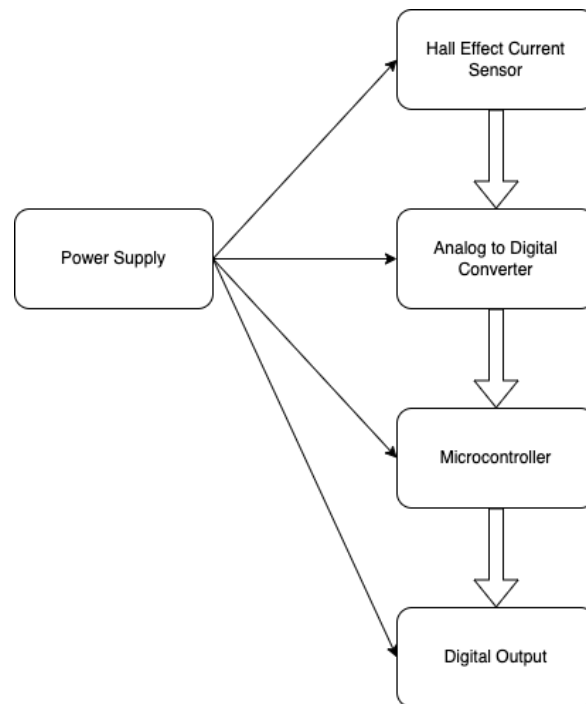 Hall Effect Current
Sensor
Power Supply
Analog to Digital
Converter
Microcontroller
Digital Output